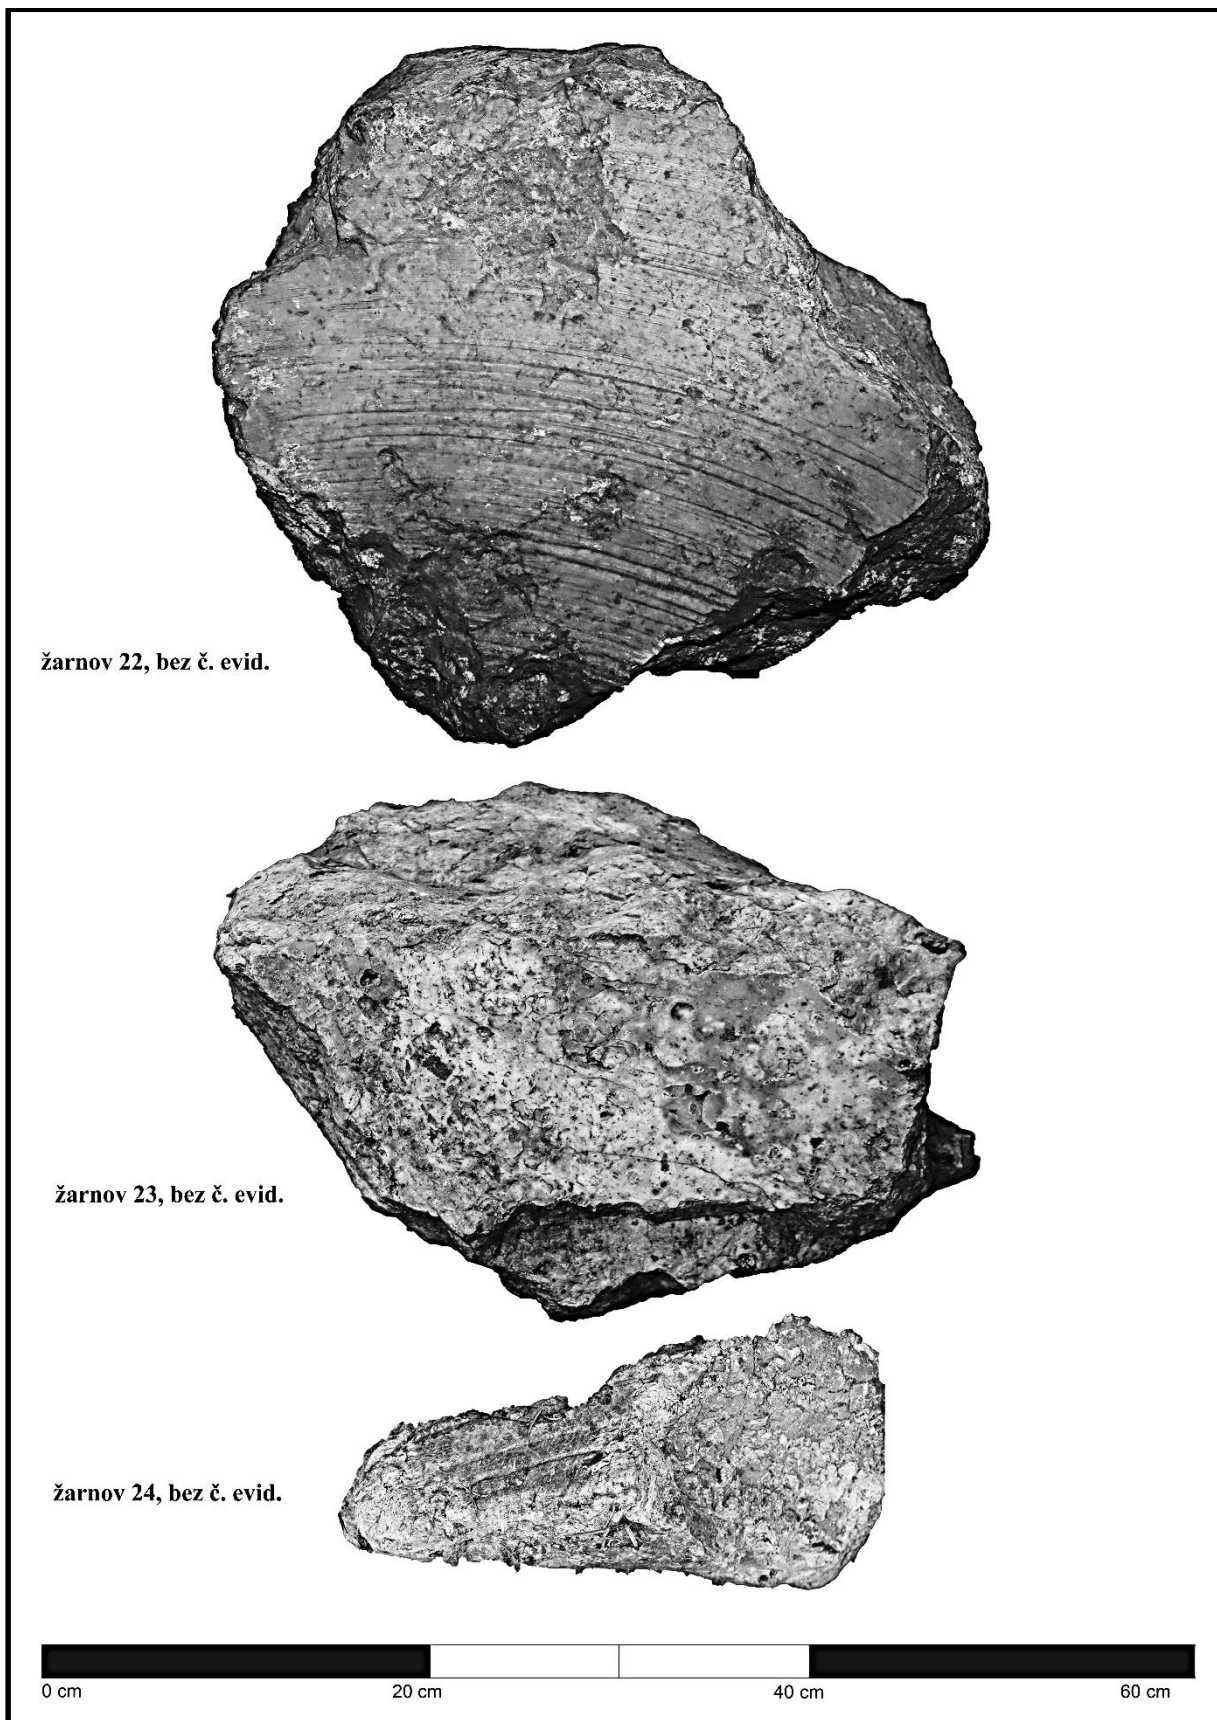 žarnov 22, bez č. evid.
žarnov 23, bez č. evid.
žarnov 24, bez č. evid.
0 cm 20 cm 40 cm 60 cm